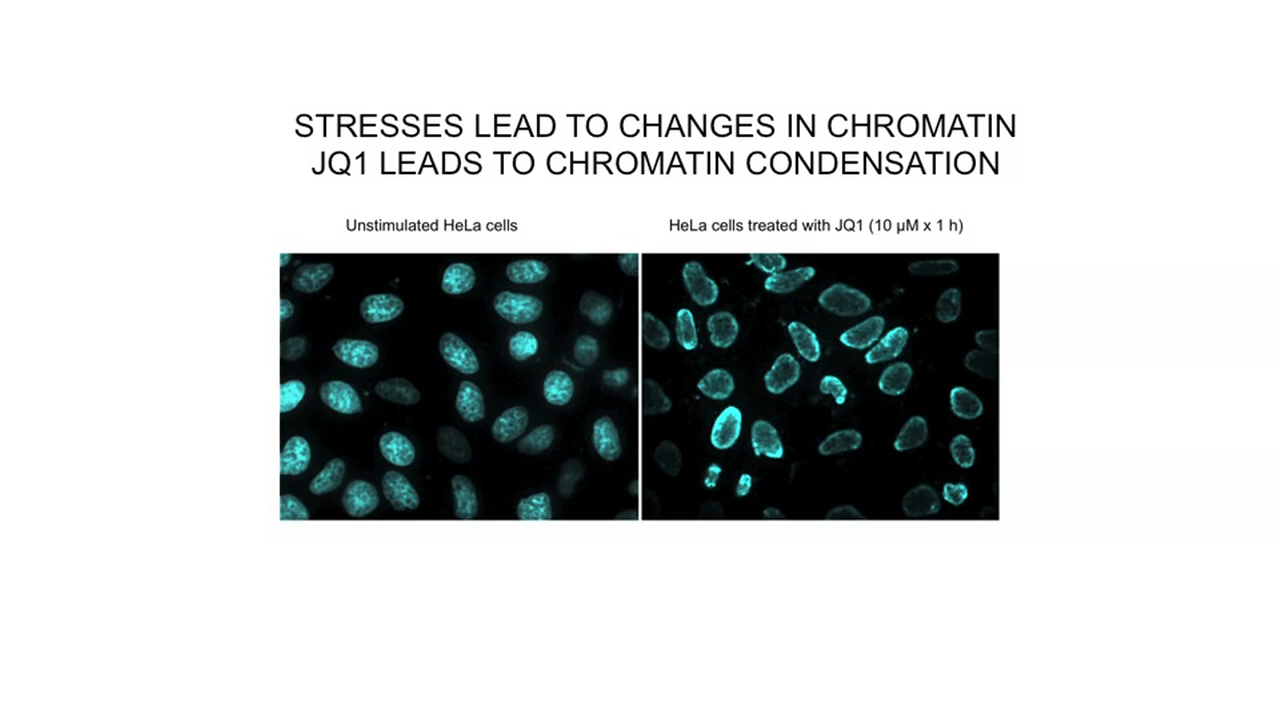 STRESSES LEAD TO CHANGES IN CHROMATIN
JQ1 LEADS TO CHROMATIN CONDENSATION
Unstimulated HeLa cells
HeLa cells treated with JQ1 (10 µM x 1 h)